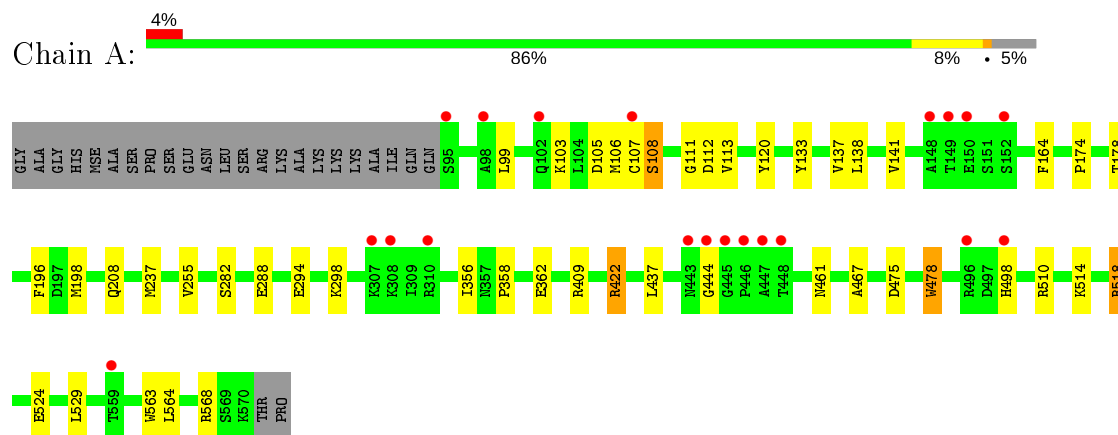 4%
Chain A:
86% 8% • 5%
GLY ALA GLY HIS MSE ALA SER PRO SER GLU ASN LEU SER ARG LYS ALA LYS LYS LYS ALA ILE GLN GLN S95 A98 L99 Q102 K103 L104 D105 M106 C107 S108 G111 D112 V113 Y120 Y133 V137 L138 V141 A148 T149 E150 S151 S152 F164 P174 T178
F196 D197 M198 Q208 M237 V255 S282 E288 E294 K298 K307 K308 I309 R310 I356 N357 P358 E362 R409 R422 L437 N443 G444 G445 P446 A447 T448 N461 A467 D475 W478 R496 D497 H498 R510 K514 R518
E524 L529 T559 W563 L564 R568 S569 K570 THR PRO